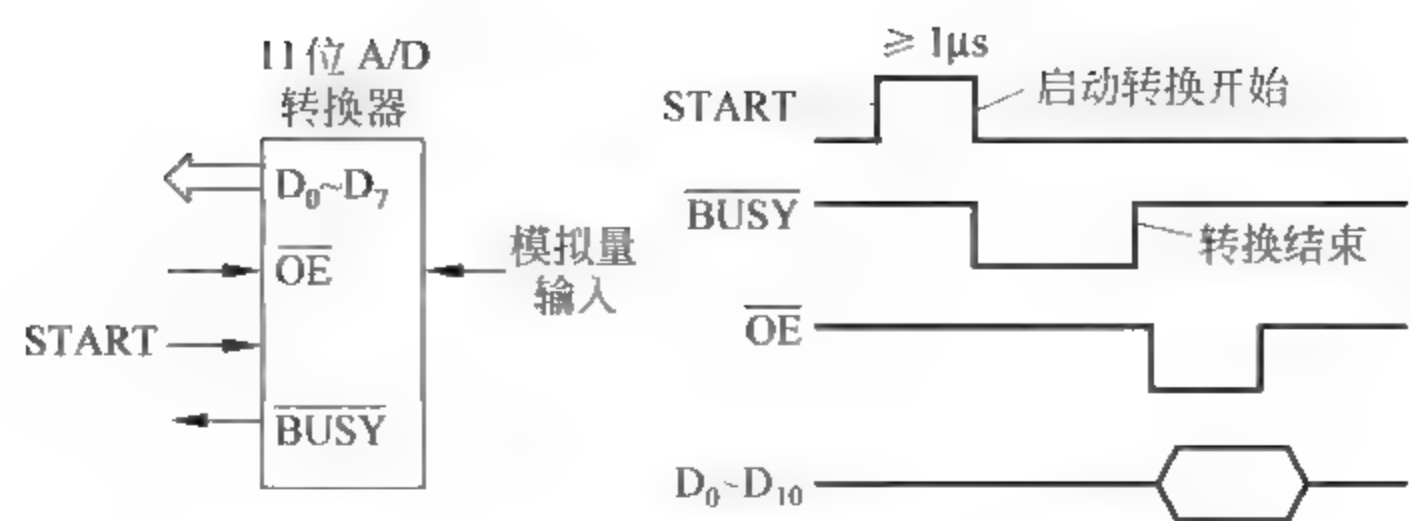 11位 A/D
转换器
D₀~D₇
OE
START
BUSY
模拟量
输入
≥1μs
START
启动转换开始
BUSY
转换结束
OE
D₀~D₁₀